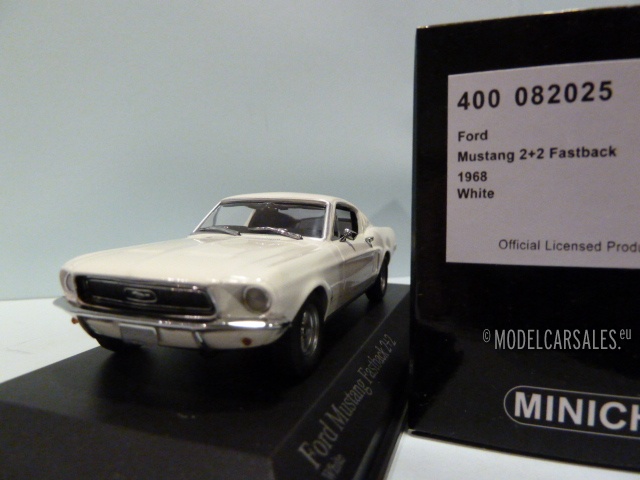 400 082025
Ford
Mustang 2+2 Fastback
1968
White
Official Licensed Produ
©MODELCARSALES.eu
MINICH
Ford Mustang Fastback 2+2